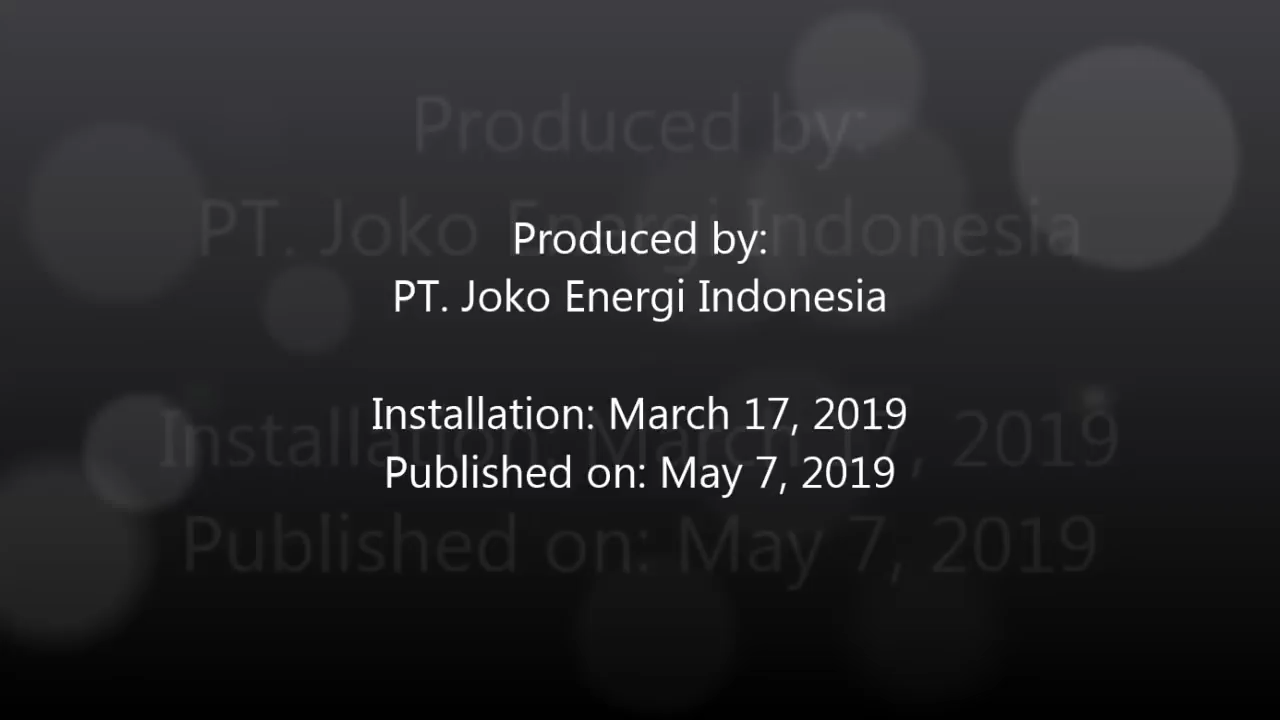 Produced by:
PT. Joko Energi Indonesia
Installation: March 17, 2019
Published on: May 7, 2019